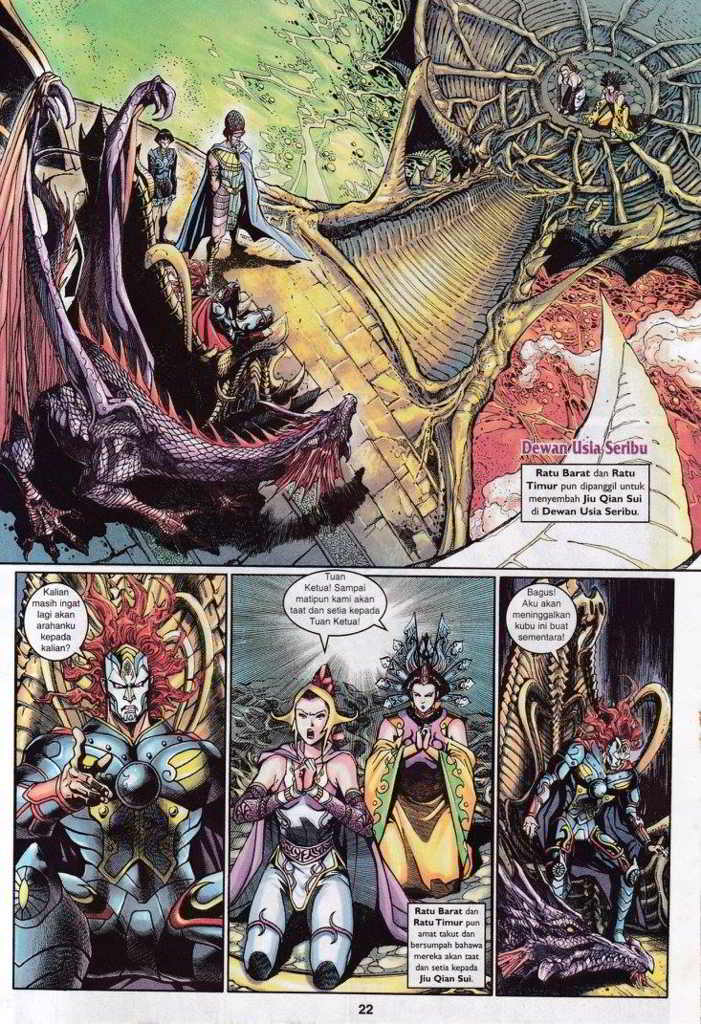 Dewan Usia Seribu
Ratu Barat dan Ratu
Timur pun dipanggil untuk
menyembah Jiu Qian Sui
di Dewan Usia Seribu.
Kalian
masih ingat
lagi akan
arahanku
kepada
kalian?
Tuan
Ketua! Sampai
matipun kami akan
taat dan setia kepada
Tuan Ketua!
Ratu Barat dan
Ratu Timur pun
amat takut dan
bersumpah bahawa
mereka akan taat
dan setia kepada
Jiu Qian Sui.
Bagus!
Aku akan
meninggalkan
kubu ini buat
sementara!
22